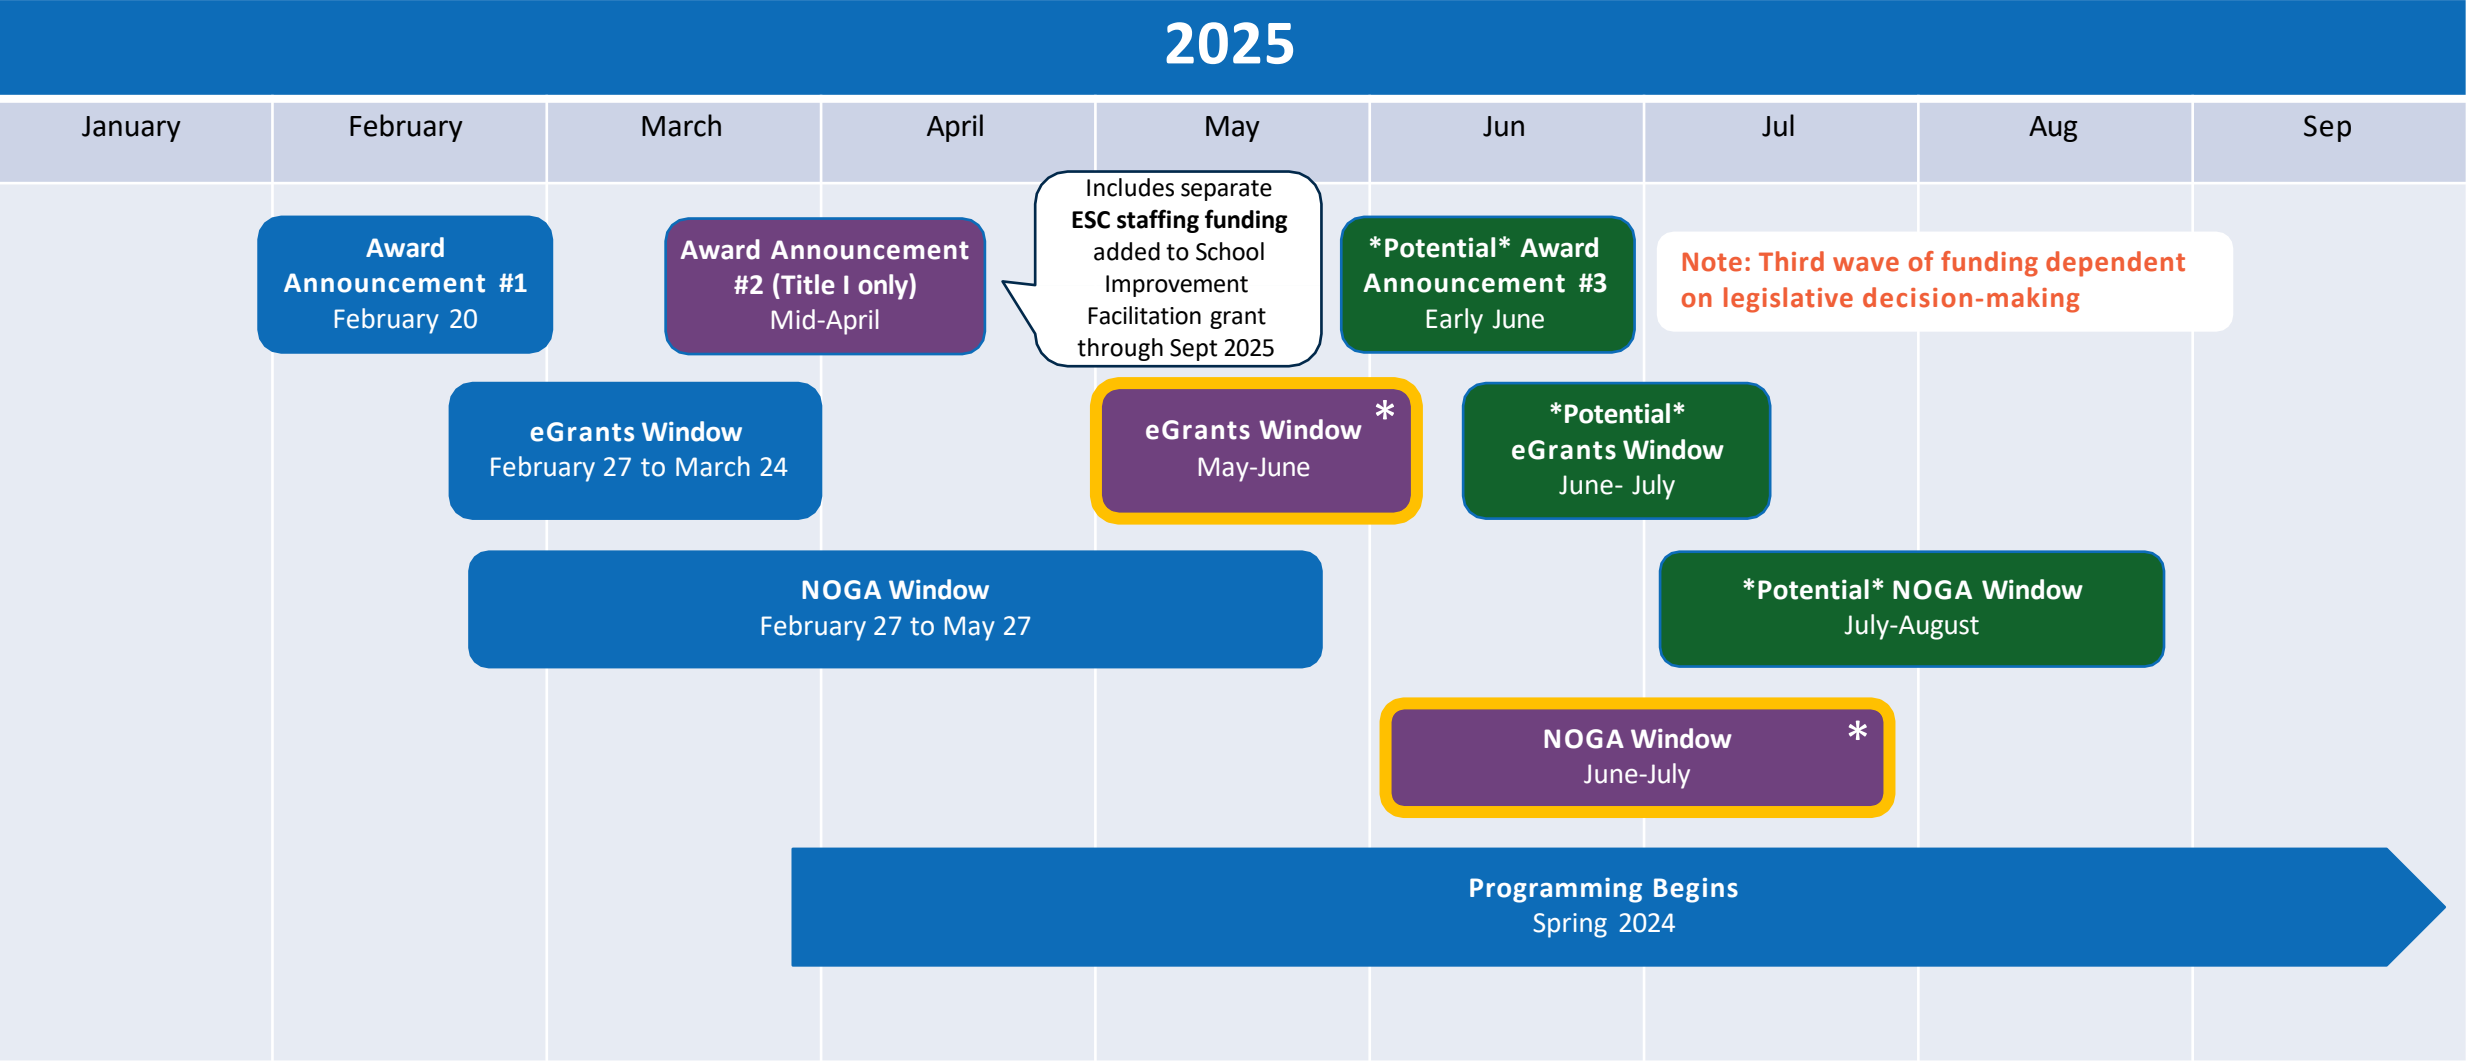 2025
January
February
March
April
May
Jun
Jul
Aug
Sep
Award
Announcement #1
February 20
Award Announcement
#2 (Title I only)
Mid-April
Includes separate
ESC staffing funding
added to School
Improvement
Facilitation grant
through Sept 2025
*Potential* Award
Announcement #3
Early June
Note: Third wave of funding dependent
on legislative decision-making
eGrants Window
February 27 to March 24
eGrants Window *
May-June
*Potential*
eGrants Window
June- July
NOGA Window
February 27 to May 27
*Potential* NOGA Window
July-August
NOGA Window *
June-July
Programming Begins
Spring 2024